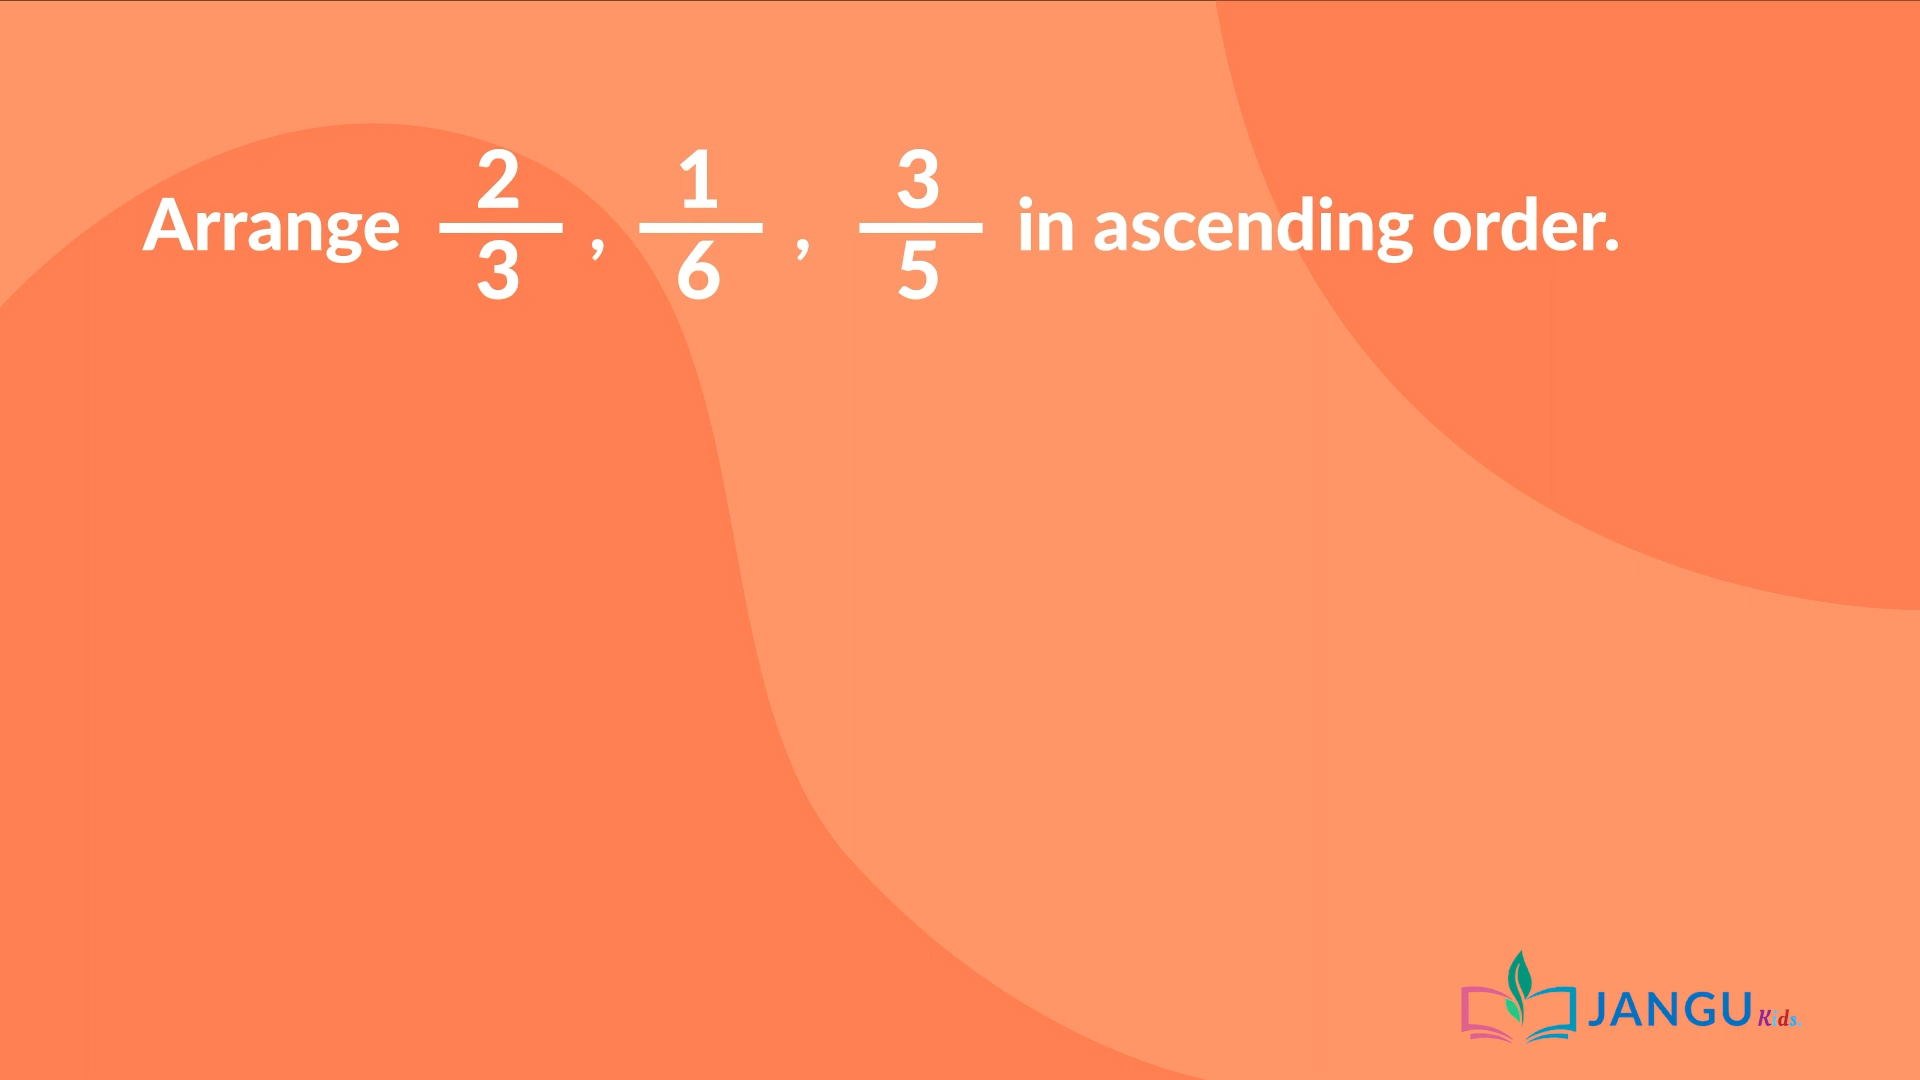 Arrange 2/3 , 1/6 , 3/5 in ascending order.
JANGU Kids.